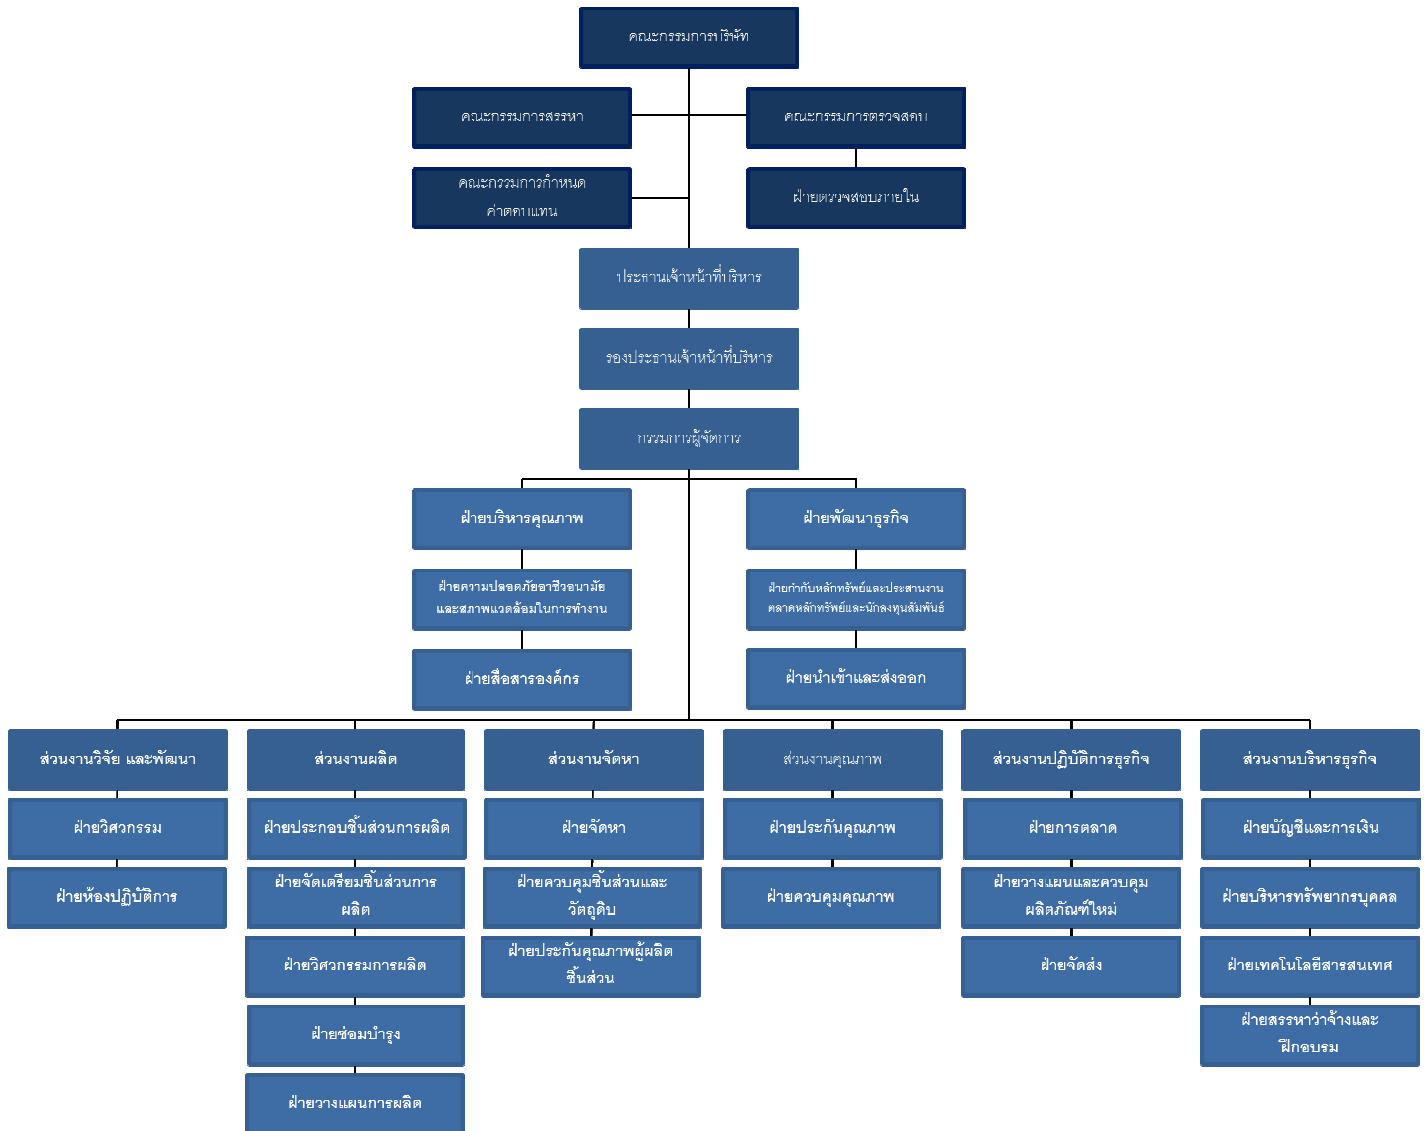 คณะกรรมการบริษัท
คณะกรรมการสรรหา
คณะกรรมการตรวจสอบ
คณะกรรมการกำหนด
ค่าตอบแทน
ฝ่ายตรวจสอบภายใน
ประธานเจ้าหน้าที่บริหาร
รองประธานเจ้าหน้าที่บริหาร
กรรมการผู้จัดการ
ฝ่ายบริหารคุณภาพ
ฝ่ายพัฒนาธุรกิจ
ฝ่ายความปลอดภัยอาชีวอนามัย
และสภาพแวดล้อมในการทำงาน
ฝ่ายกำกับหลักทรัพย์และประสานงาน
ตลาดหลักทรัพย์และนักลงทุนสัมพันธ์
ฝ่ายสื่อสารองค์กร
ฝ่ายนำเข้าและส่งออก
ส่วนงานวิจัย และพัฒนา
ส่วนงานผลิต
ส่วนงานจัดหา
ส่วนงานคุณภาพ
ส่วนงานปฏิบัติการธุรกิจ
ส่วนงานบริหารธุรกิจ
ฝ่ายวิศวกรรม
ฝ่ายประกอบชิ้นส่วนการผลิต
ฝ่ายจัดหา
ฝ่ายประกันคุณภาพ
ฝ่ายการตลาด
ฝ่ายบัญชีและการเงิน
ฝ่ายห้องปฏิบัติการ
ฝ่ายจัดเตรียมชิ้นส่วนการ
ผลิต
ฝ่ายควบคุมชิ้นส่วนและ
วัตถุดิบ
ฝ่ายควบคุมคุณภาพ
ฝ่ายวางแผนและควบคุม
ผลิตภัณฑ์ใหม่
ฝ่ายบริหารทรัพยากรบุคคล
ฝ่ายวิศวกรรมการผลิต
ฝ่ายประกันคุณภาพผู้ผลิต
ชิ้นส่วน
ฝ่ายจัดส่ง
ฝ่ายเทคโนโลยีสารสนเทศ
ฝ่ายซ่อมบำรุง
ฝ่ายสรรหาว่าจ้างและ
ฝึกอบรม
ฝ่ายวางแผนการผลิต